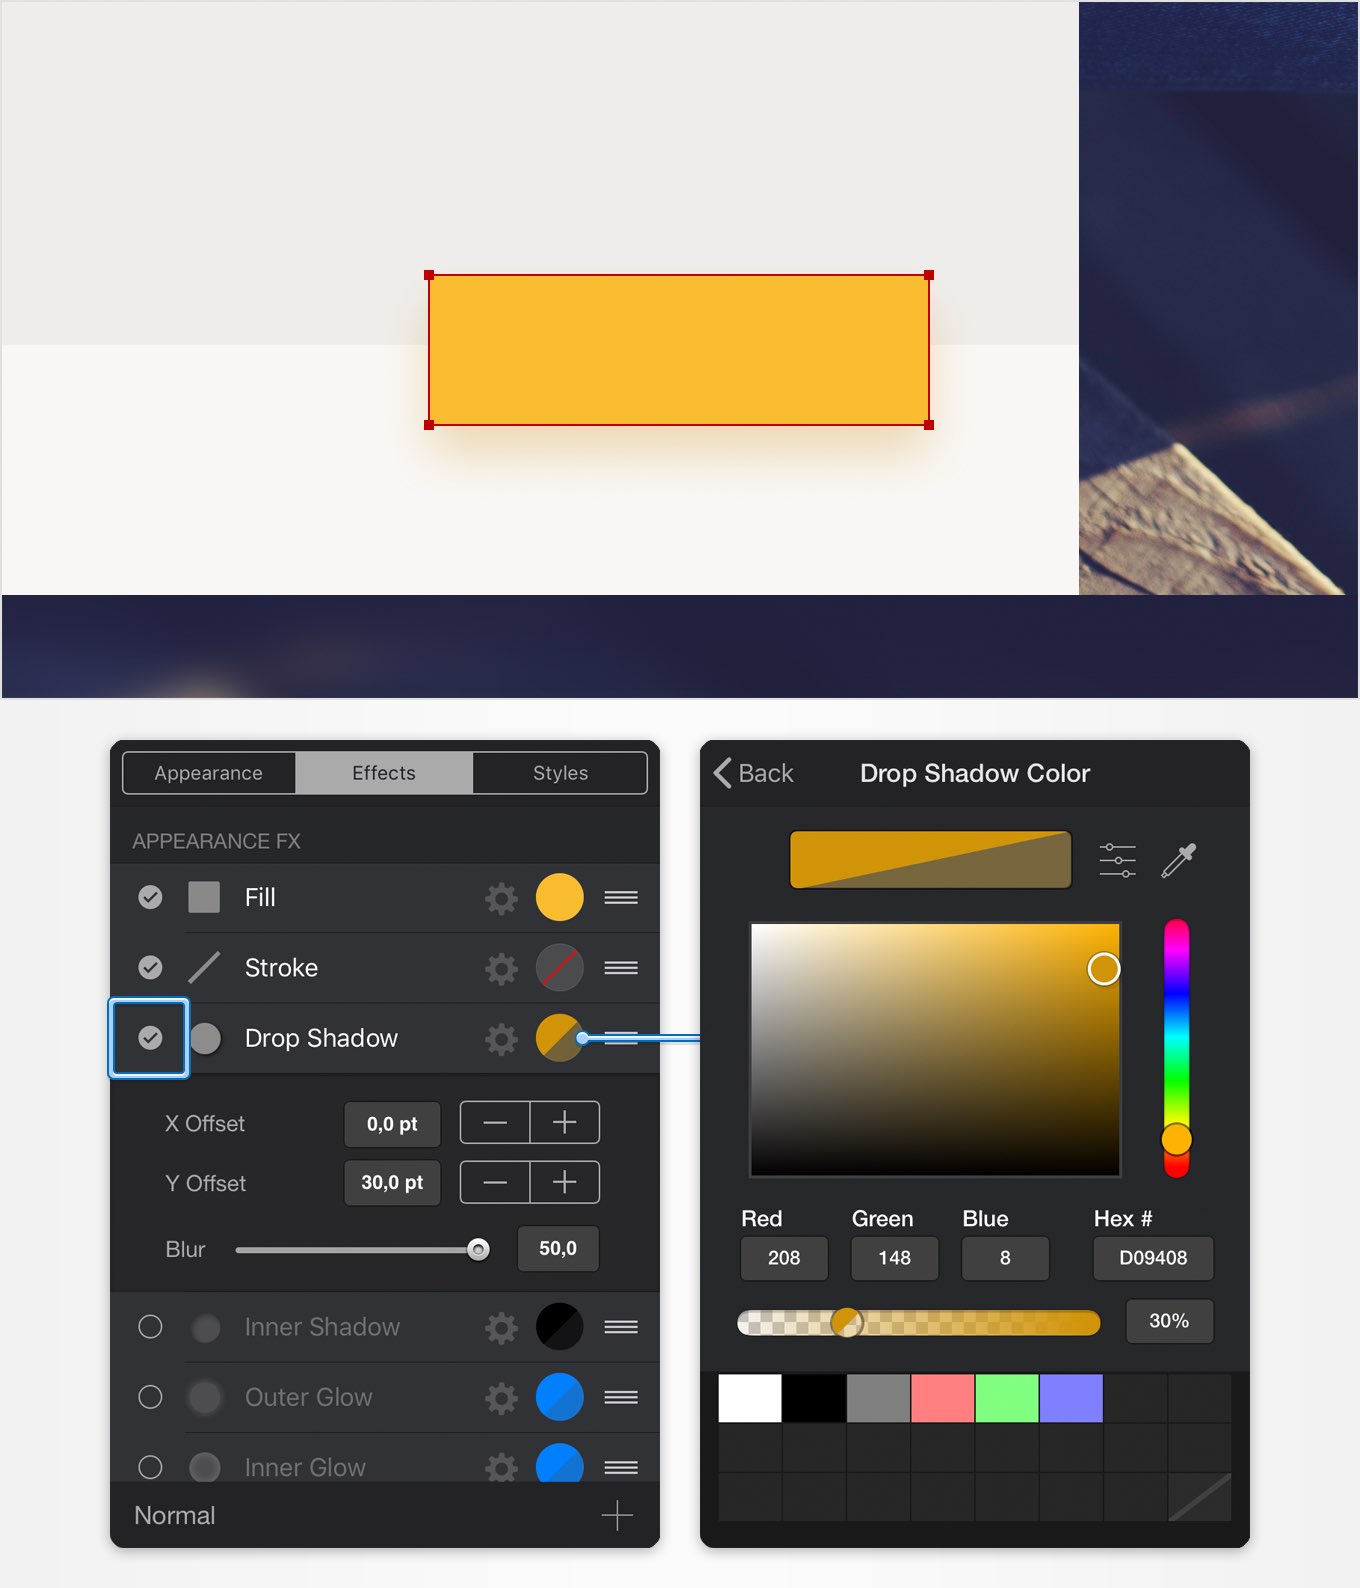 Appearance
Effects
Styles
APPEARANCE FX
Fill
Stroke
Drop Shadow
X Offset
0,0 pt
Y Offset
30,0 pt
Blur
50,0
Inner Shadow
Outer Glow
Inner Glow
Normal
Back
Drop Shadow Color
Red
Green
Blue
Hex #
208
148
8
D09408
30%